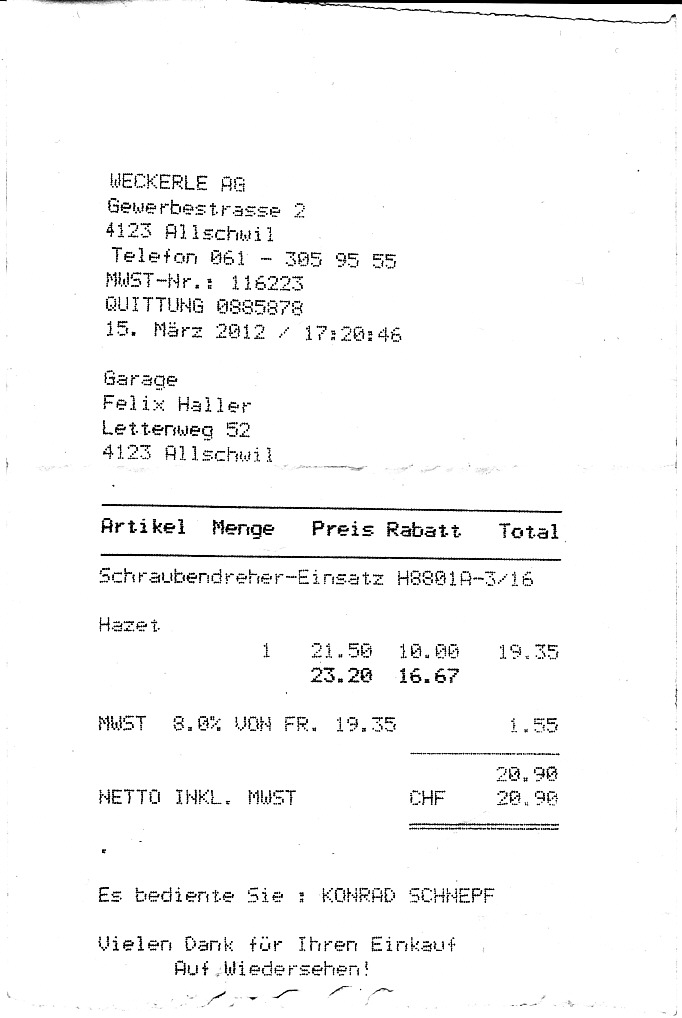 WECKERLE AG
Gewerbestrasse 2
4123 Allschwil
Telefon 061 - 305 95 55
MWST-Nr.: 116223
QUITTUNG 0885878
15. März 2012 / 17:20:46
Garage
Felix Haller
Lettenweg 52
4123 Allschwil
Artikel Menge Preis Rabatt Total
Schraubendreher-Einsatz H8801A-3/16
Hazet
1 21.50 10.00 19.35
23.20 16.67
MWST 8.0% VON FR. 19.35 1.55
20.90
NETTO INKL. MWST CHF 20.90
Es bediente Sie : KONRAD SCHNEPF
Vielen Dank für Ihren Einkauf
Auf Wiedersehen!